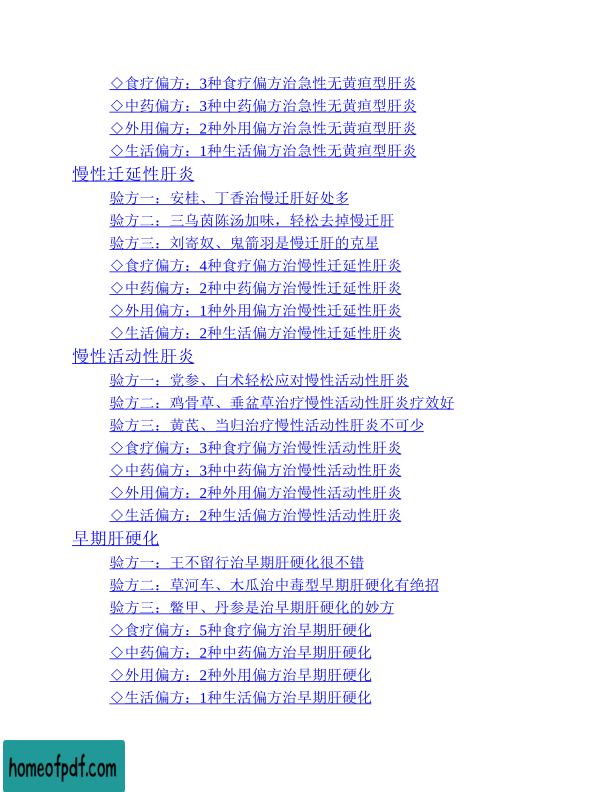 ◇食疗偏方：3种食疗偏方治急性无黄疸型肝炎
◇中药偏方：3种中药偏方治急性无黄疸型肝炎
◇外用偏方：2种外用偏方治急性无黄疸型肝炎
◇生活偏方：1种生活偏方治急性无黄疸型肝炎
慢性迁延性肝炎
验方一：安桂、丁香治慢迁肝好处多
验方二：三乌茵陈汤加味，轻松去掉慢迁肝
验方三：刘寄奴、鬼箭羽是慢迁肝的克星
◇食疗偏方：4种食疗偏方治慢性迁延性肝炎
◇中药偏方：2种中药偏方治慢性迁延性肝炎
◇外用偏方：1种外用偏方治慢性迁延性肝炎
◇生活偏方：2种生活偏方治慢性迁延性肝炎
慢性活动性肝炎
验方一：党参、白术轻松应对慢性活动性肝炎
验方二：鸡骨草、垂盆草治疗慢性活动性肝炎疗效好
验方三：黄芪、当归治疗慢性活动性肝炎不可少
◇食疗偏方：3种食疗偏方治慢性活动性肝炎
◇中药偏方：3种中药偏方治慢性活动性肝炎
◇外用偏方：2种外用偏方治慢性活动性肝炎
◇生活偏方：2种生活偏方治慢性活动性肝炎
早期肝硬化
验方一：王不留行治早期肝硬化很不错
验方二：草河车、木瓜治中毒型早期肝硬化有绝招
验方三：鳖甲、丹参是治早期肝硬化的妙方
◇食疗偏方：5种食疗偏方治早期肝硬化
◇中药偏方：2种中药偏方治早期肝硬化
◇外用偏方：2种外用偏方治早期肝硬化
◇生活偏方：1种生活偏方治早期肝硬化
homeofpdf.com